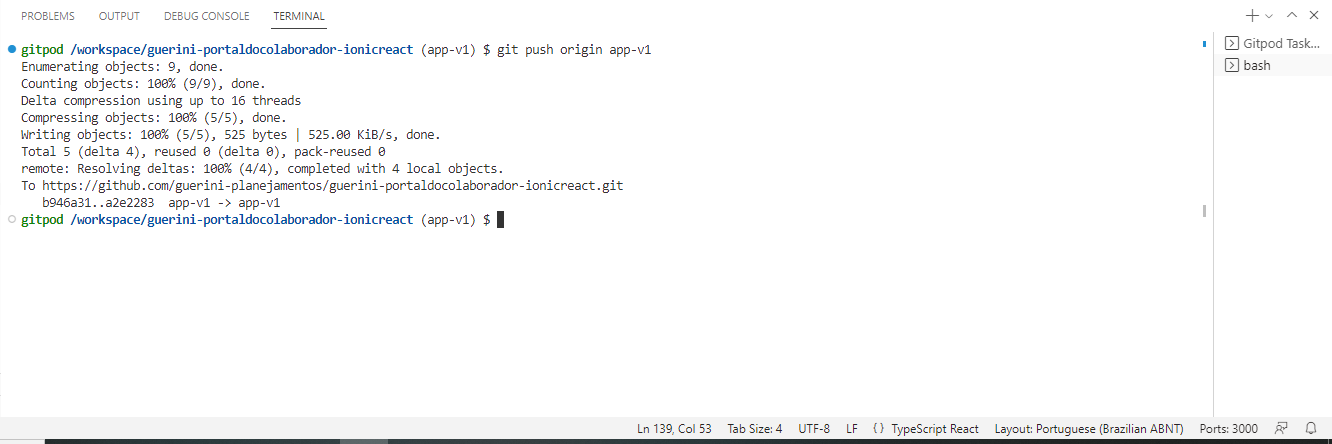 PROBLEMS OUTPUT DEBUG CONSOLE TERMINAL
gitpod /workspace/guerini-portaldocolaborador-ionicreact (app-v1) $ git push origin app-v1
Enumerating objects: 9, done.
Counting objects: 100% (9/9), done.
Delta compression using up to 16 threads
Compressing objects: 100% (5/5), done.
Writing objects: 100% (5/5), 525 bytes | 525.00 KiB/s, done.
Total 5 (delta 4), reused 0 (delta 0), pack-reused 0
remote: Resolving deltas: 100% (4/4), completed with 4 local objects.
To https://github.com/guerini-planejamentos/guerini-portaldocolaborador-ionicreact.git
b946a31..a2e2283 app-v1 -> app-v1
gitpod /workspace/guerini-portaldocolaborador-ionicreact (app-v1) $
Gitpod Task...
bash
Ln 139, Col 53 Tab Size: 4 UTF-8 LF {} TypeScript React Layout: Portuguese (Brazilian ABNT) Ports: 3000